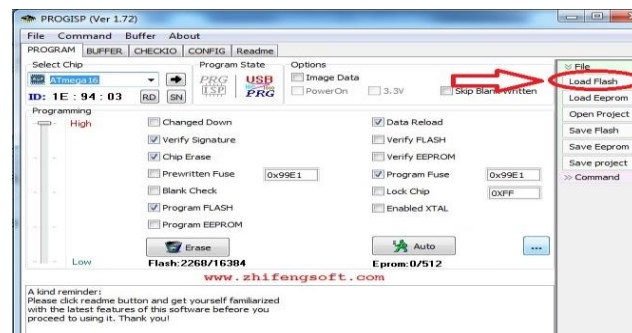 PROGISP (Ver 1.72)
File Command Buffer About
PROGRAM BUFFER CHECKIO CONFIG Readme
Select Chip
ATmega16
ID: 1E : 94 : 03 RD SN
Program State
PRG ISP USB PRG
Options
Image Data
PowerOn 3.3V Skip Blank Written
Programming
High
Low
Changed Down
Verify Signature
Chip Erase
Prewritten Fuse 0x99E1
Blank Check
Program FLASH
Program EEPROM
Data Reload
Verify FLASH
Verify EEPROM
Program Fuse 0x99E1
Lock Chip 0XFF
Enabled XTAL
Erase
Auto
...
Flash:2268/16384 Eprom:0/512
www.zhifengsoft.com
A kind reminder:
Please click readme button and get yourself familiarized
with the latest features of this software befeore you
proceed to using it. Thank you!
File
Load Flash
Load Eeprom
Open Project
Save Flash
Save Eeprom
Save project
Command